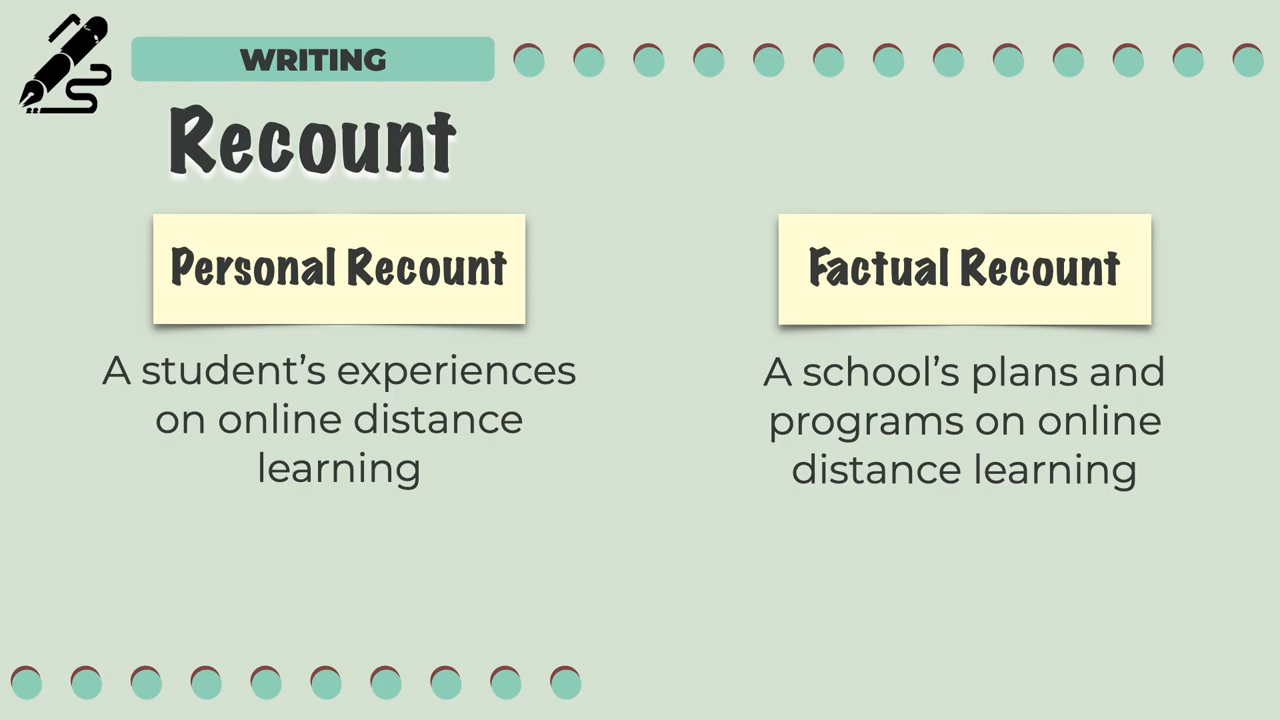 WRITING
Recount
Personal Recount
A student’s experiences
on online distance
learning
Factual Recount
A school’s plans and
programs on online
distance learning